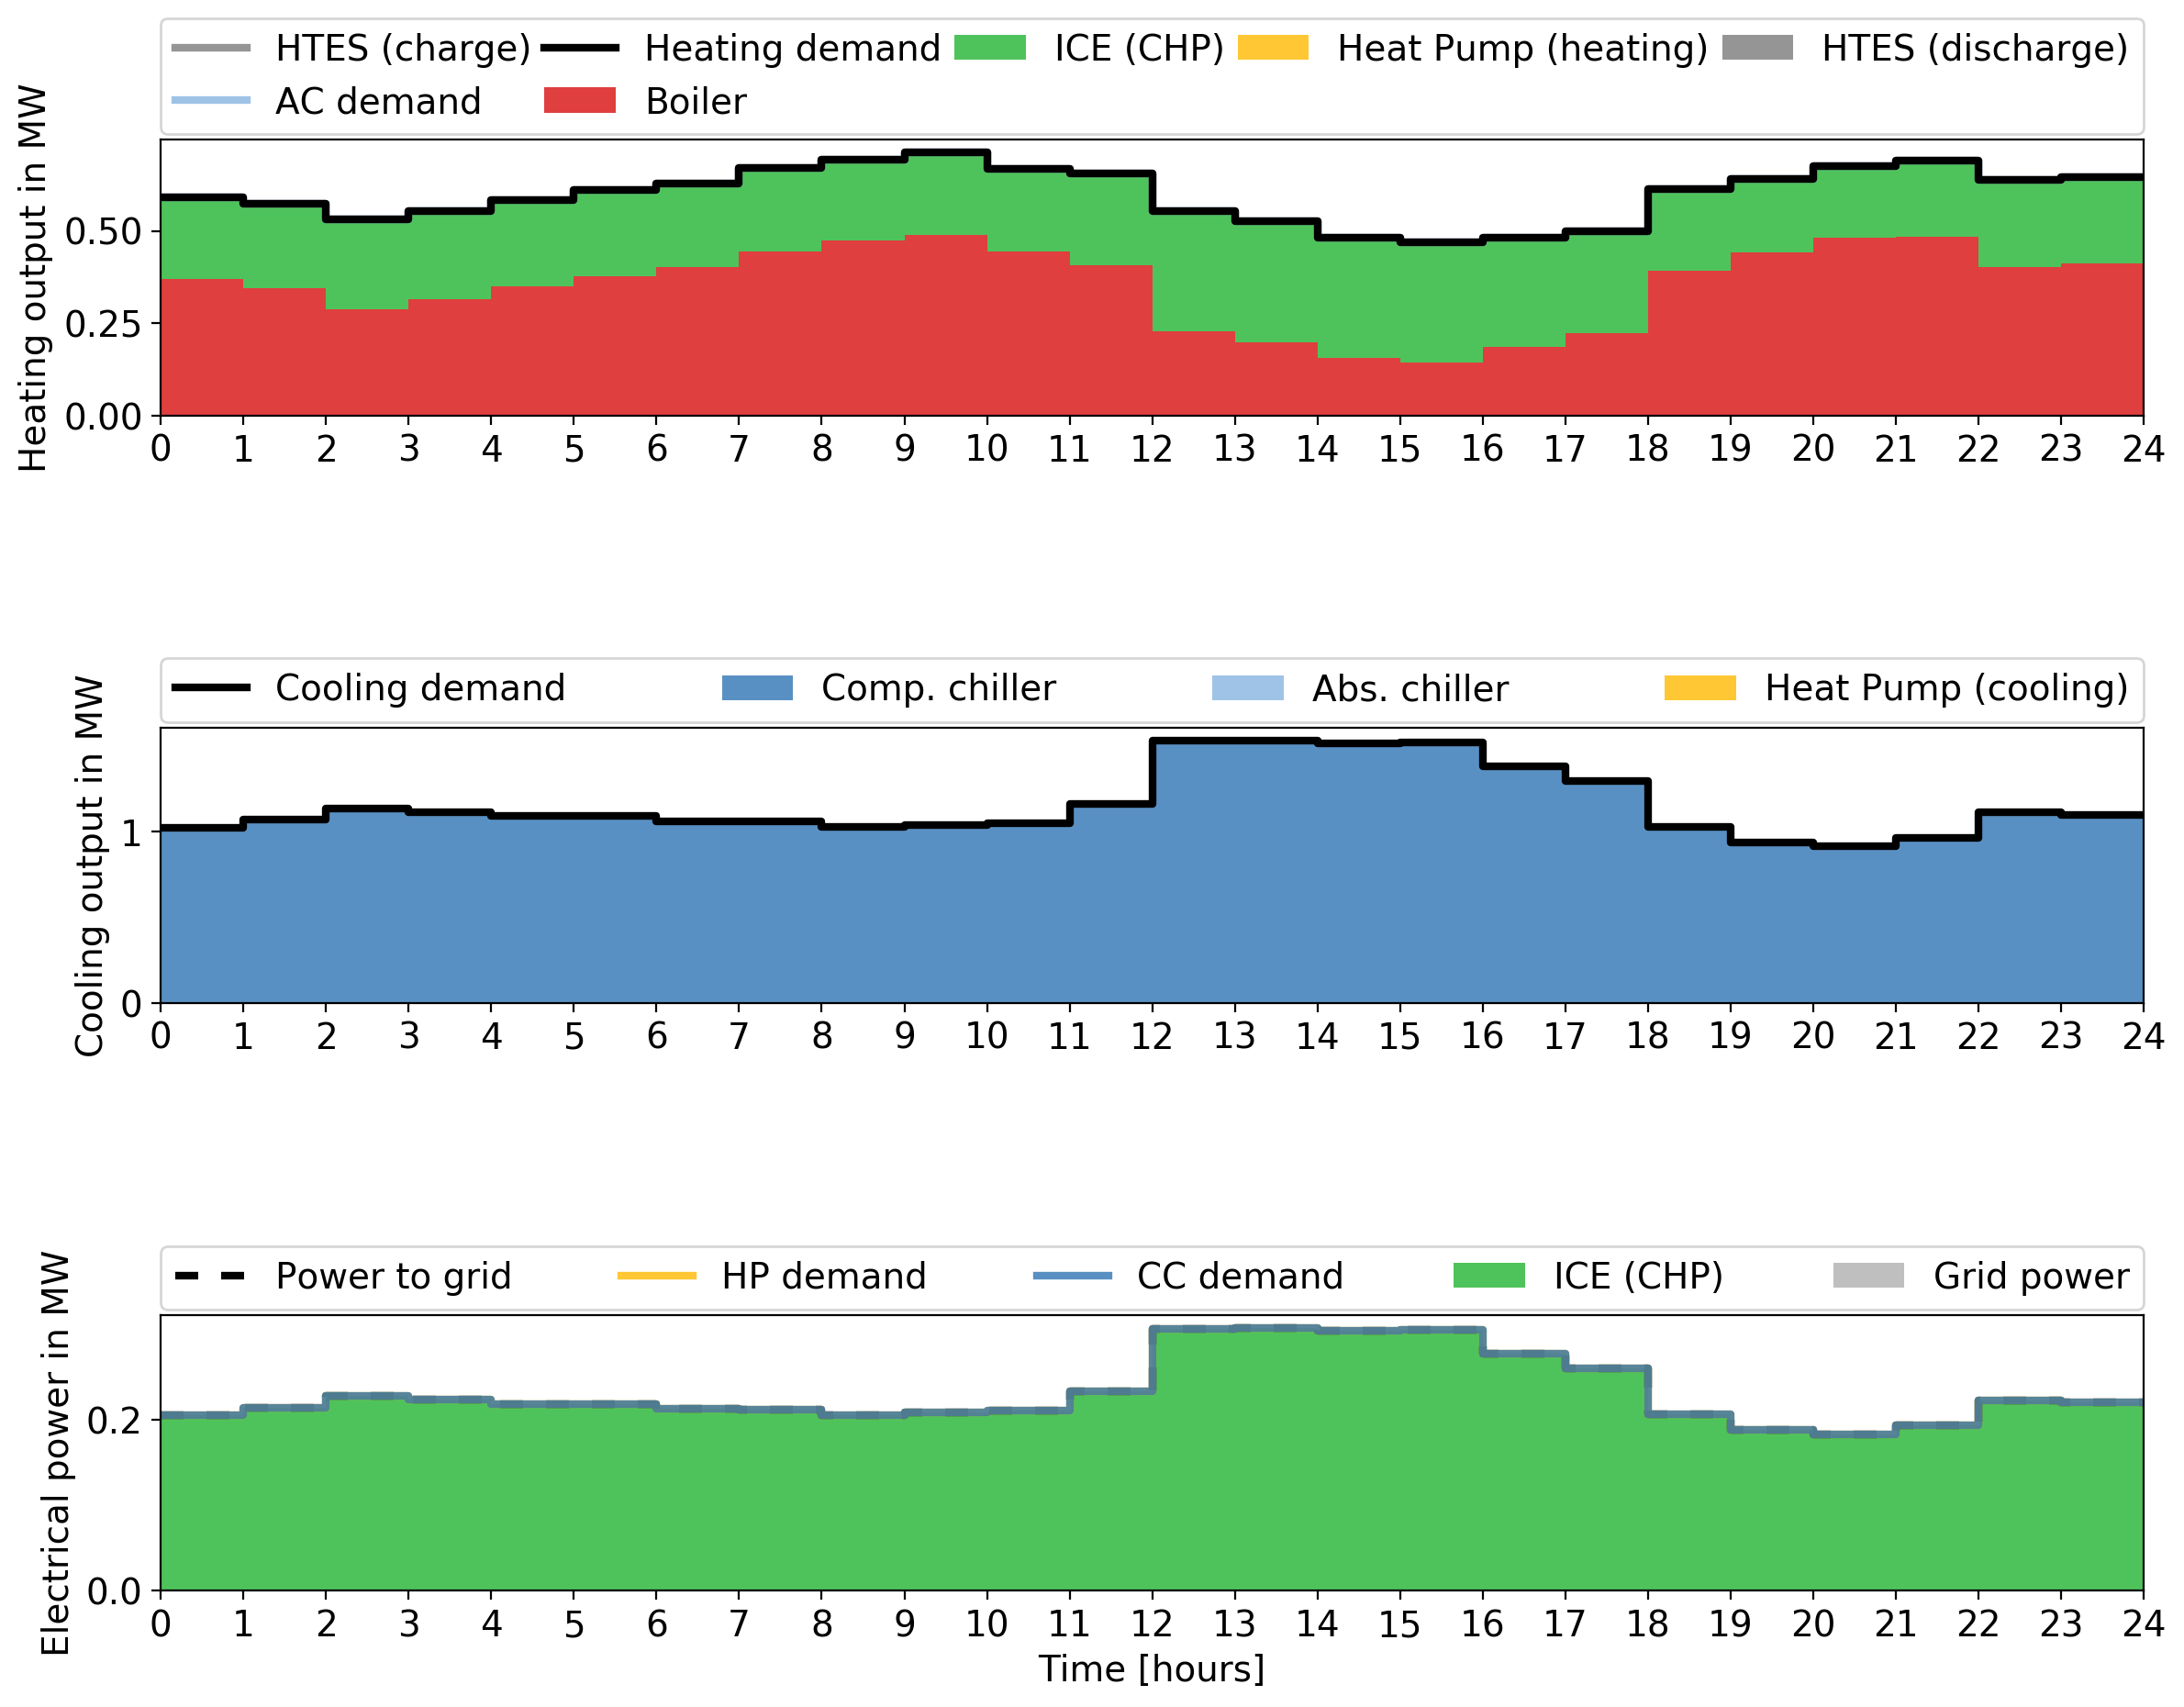 HTES (charge) Heating demand ICE (CHP) Heat Pump (heating) HTES (discharge)
AC demand Boiler
Heating output in MW
0.50
0.25
0.00
0 1 2 3 4 5 6 7 8 9 10 11 12 13 14 15 16 17 18 19 20 21 22 23 24
Cooling demand Comp. chiller Abs. chiller Heat Pump (cooling)
Cooling output in MW
1
0
0 1 2 3 4 5 6 7 8 9 10 11 12 13 14 15 16 17 18 19 20 21 22 23 24
Power to grid HP demand CC demand ICE (CHP) Grid power
Electrical power in MW
0.2
0.0
0 1 2 3 4 5 6 7 8 9 10 11 12 13 14 15 16 17 18 19 20 21 22 23 24
Time [hours]